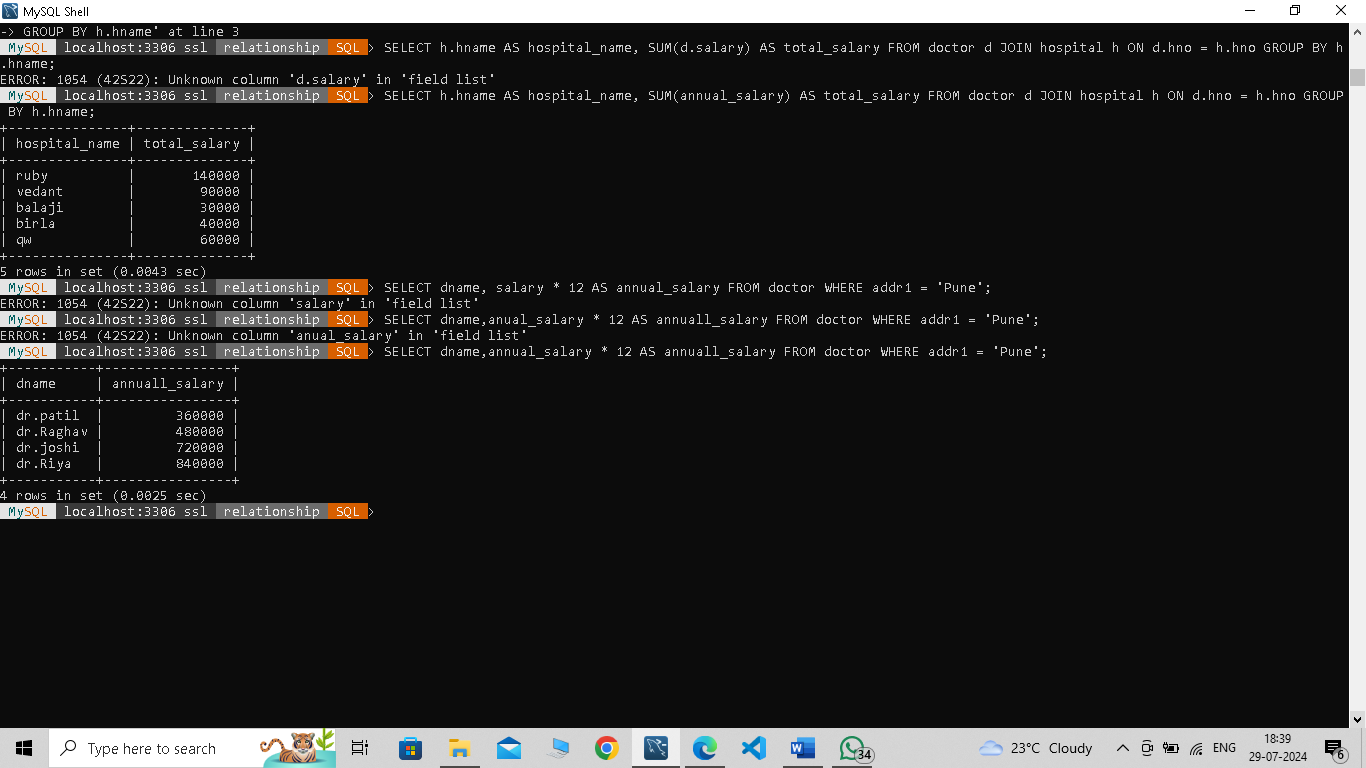 MySQL Shell
-> GROUP BY h.hname' at line 3
MySQL localhost:3306 ssl relationship SQL > SELECT h.hname AS hospital_name, SUM(d.salary) AS total_salary FROM doctor d JOIN hospital h ON d.hno = h.hno GROUP BY h
.hname;
ERROR: 1054 (42S22): Unknown column 'd.salary' in 'field list'
MySQL localhost:3306 ssl relationship SQL > SELECT h.hname AS hospital_name, SUM(annual_salary) AS total_salary FROM doctor d JOIN hospital h ON d.hno = h.hno GROUP
BY h.hname;
+---------------+--------------+
| hospital_name | total_salary |
+---------------+--------------+
| ruby          |       140000 |
| vedant        |        90000 |
| balaji        |        30000 |
| birla         |        40000 |
| qw            |        60000 |
+---------------+--------------+
5 rows in set (0.0043 sec)
MySQL localhost:3306 ssl relationship SQL > SELECT dname, salary * 12 AS annual_salary FROM doctor WHERE addr1 = 'Pune';
ERROR: 1054 (42S22): Unknown column 'salary' in 'field list'
MySQL localhost:3306 ssl relationship SQL > SELECT dname,anual_salary * 12 AS annuall_salary FROM doctor WHERE addr1 = 'Pune';
ERROR: 1054 (42S22): Unknown column 'anual_salary' in 'field list'
MySQL localhost:3306 ssl relationship SQL > SELECT dname,annual_salary * 12 AS annuall_salary FROM doctor WHERE addr1 = 'Pune';
+-----------+----------------+
| dname     | annuall_salary |
+-----------+----------------+
| dr.patil  |         360000 |
| dr.Raghav |         480000 |
| dr.joshi  |         720000 |
| dr.Riya   |         840000 |
+-----------+----------------+
4 rows in set (0.0025 sec)
MySQL localhost:3306 ssl relationship SQL >
Type here to search
34
23°C Cloudy
ENG
18:39
29-07-2024
6